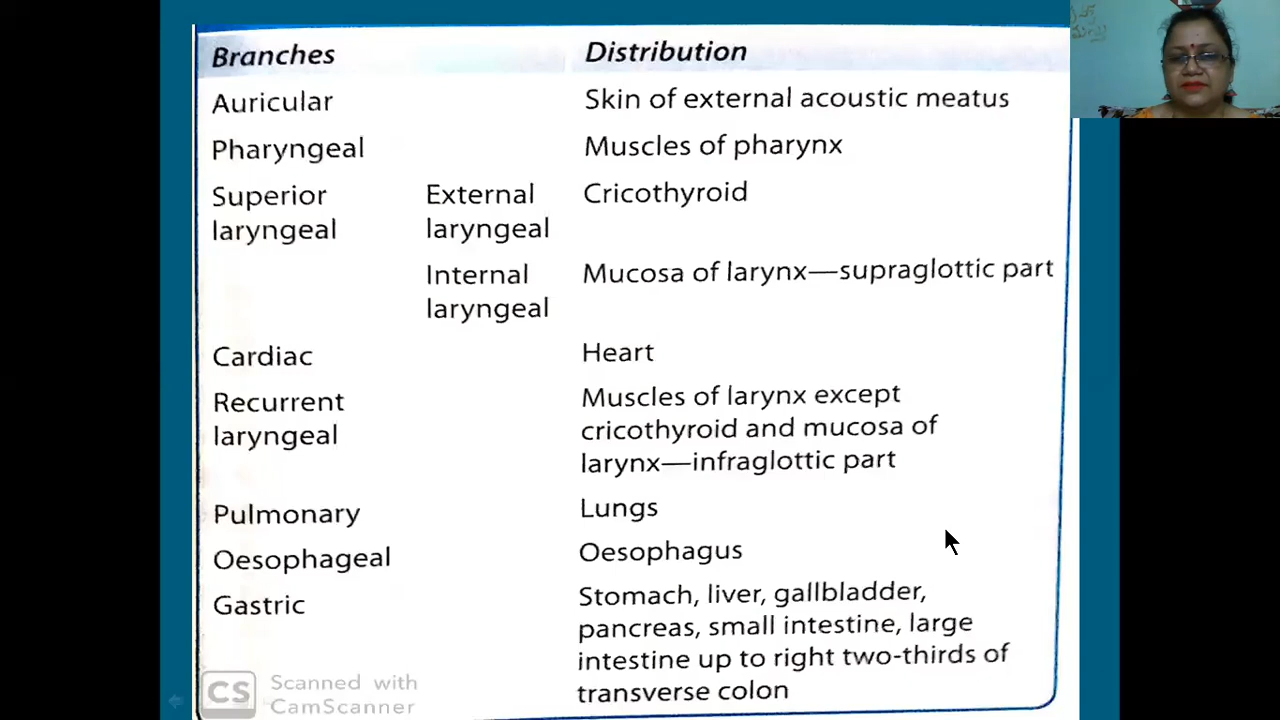 Branches Distribution
Auricular Skin of external acoustic meatus
Pharyngeal Muscles of pharynx
Superior External Cricothyroid
laryngeal laryngeal
Internal Mucosa of larynx—supraglottic part
laryngeal
Cardiac Heart
Recurrent Muscles of larynx except
laryngeal cricothyroid and mucosa of
larynx—infraglottic part
Pulmonary Lungs
Oesophageal Oesophagus
Gastric Stomach, liver, gallbladder,
pancreas, small intestine, large
intestine up to right two-thirds of
transverse colon
CS Scanned with
CamScanner